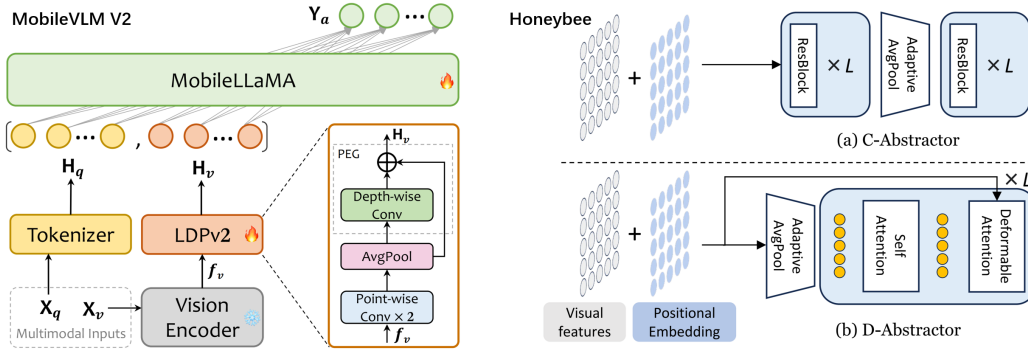 MobileVLM V2
Yₐ
MobileLLaMA
,
H_q
H_v
Tokenizer
LDPv2
f_v
X_q
X_v
Multimodal Inputs
Vision
Encoder
H_v
PEG
Depth-wise
Conv
AvgPool
Point-wise
Conv × 2
f_v
Honeybee
+
ResBlock
× L
Adaptive
AvgPool
ResBlock
× L
(a) C-Abstractor
+
× L
Adaptive
AvgPool
Self
Attention
Deformable
Attention
Visual
features
Positional
Embedding
(b) D-Abstractor